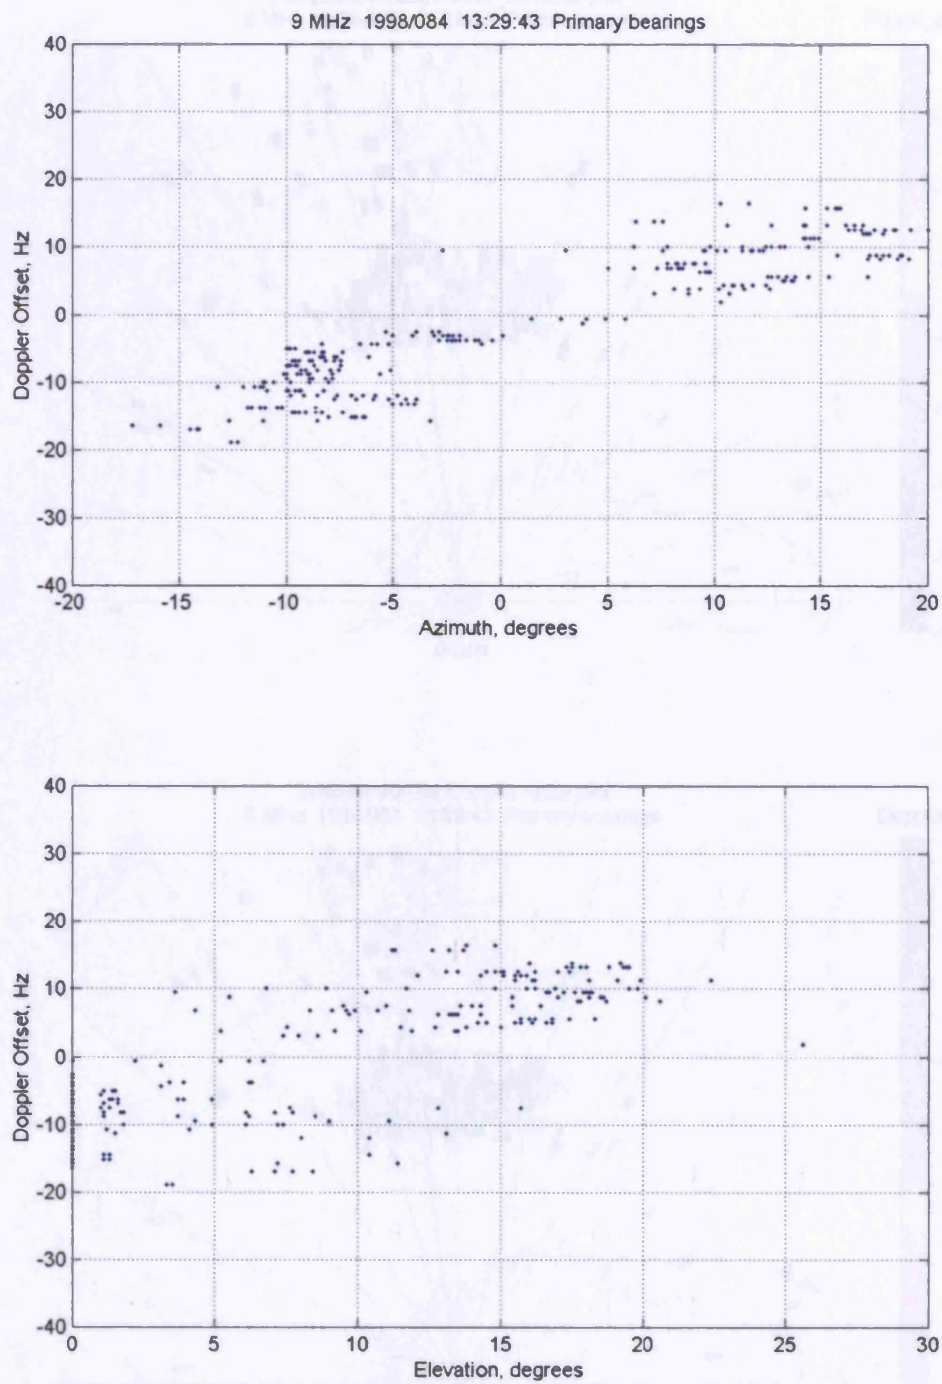 9 MHz 1998/084 13:29:43 Primary bearings
40
30
20
10
0
-10
-20
-30
-40
Doppler Offset, Hz
-20 -15 -10 -5 0 5 10 15 20
Azimuth, degrees
40
30
20
10
0
-10
-20
-30
-40
Doppler Offset, Hz
0 5 10 15 20 25 30
Elevation, degrees